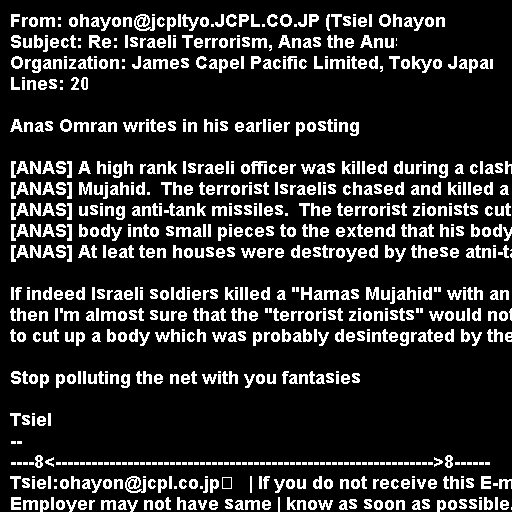 From: ohayon@jcpltyo.JCPL.CO.JP (Tsiel Ohayon
Subject: Re: Israeli Terrorism, Anas the Anus
Organization: James Capel Pacific Limited, Tokyo Japan
Lines: 20

Anas Omran writes in his earlier posting

[ANAS] A high rank Israeli officer was killed during a clash
[ANAS] Mujahid.  The terrorist Israelis chased and killed a
[ANAS] using anti-tank missiles.  The terrorist zionists cut
[ANAS] body into small pieces to the extend that his body
[ANAS] At leat ten houses were destroyed by these atni-ta

If indeed Israeli soldiers killed a "Hamas Mujahid" with an
then I'm almost sure that the "terrorist zionists" would not
to cut up a body which was probably desintegrated by the

Stop polluting the net with you fantasies

Tsiel
--
----8<--------------------------------------------------------------->8------
Tsiel:ohayon@jcpl.co.jp   | If you do not receive this E-m
Employer may not have same | know as soon as possible,